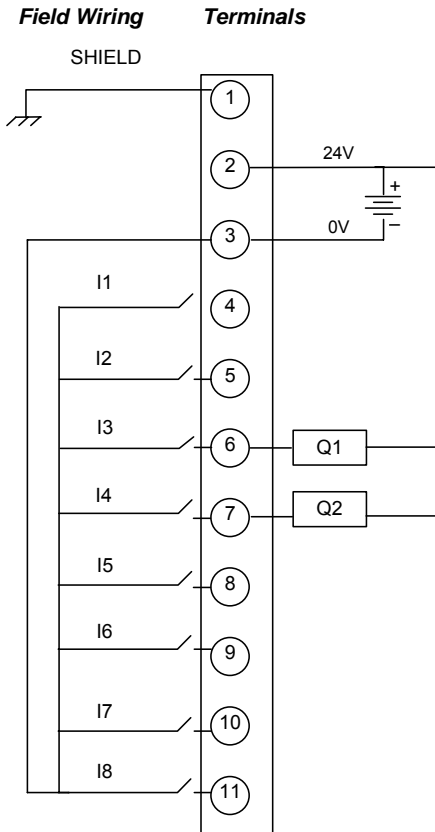 Field Wiring Terminals
SHIELD
1
2 24V
+
3 0V –
I1 4
I2 5
I3 6 Q1
I4 7 Q2
I5 8
I6 9
I7 10
I8 11